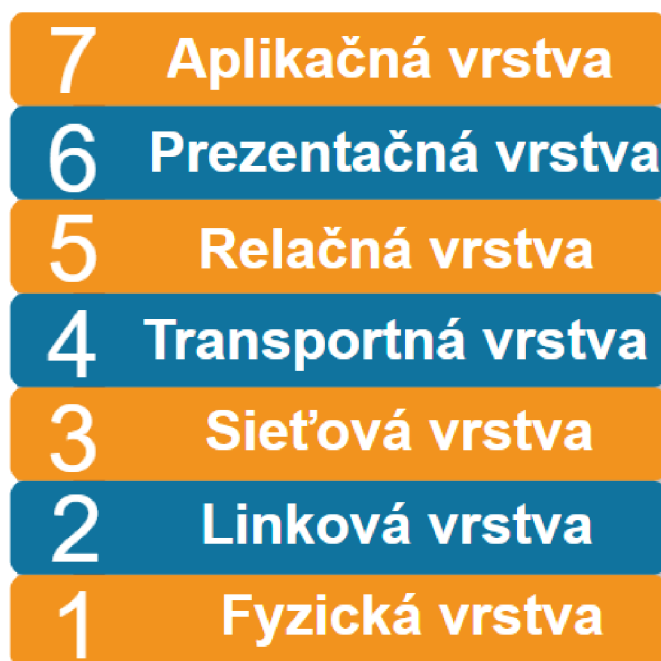 7 Aplikačná vrstva
6 Prezentačná vrstva
5 Relačná vrstva
4 Transportná vrstva
3 Sieťová vrstva
2 Linková vrstva
1 Fyzická vrstva